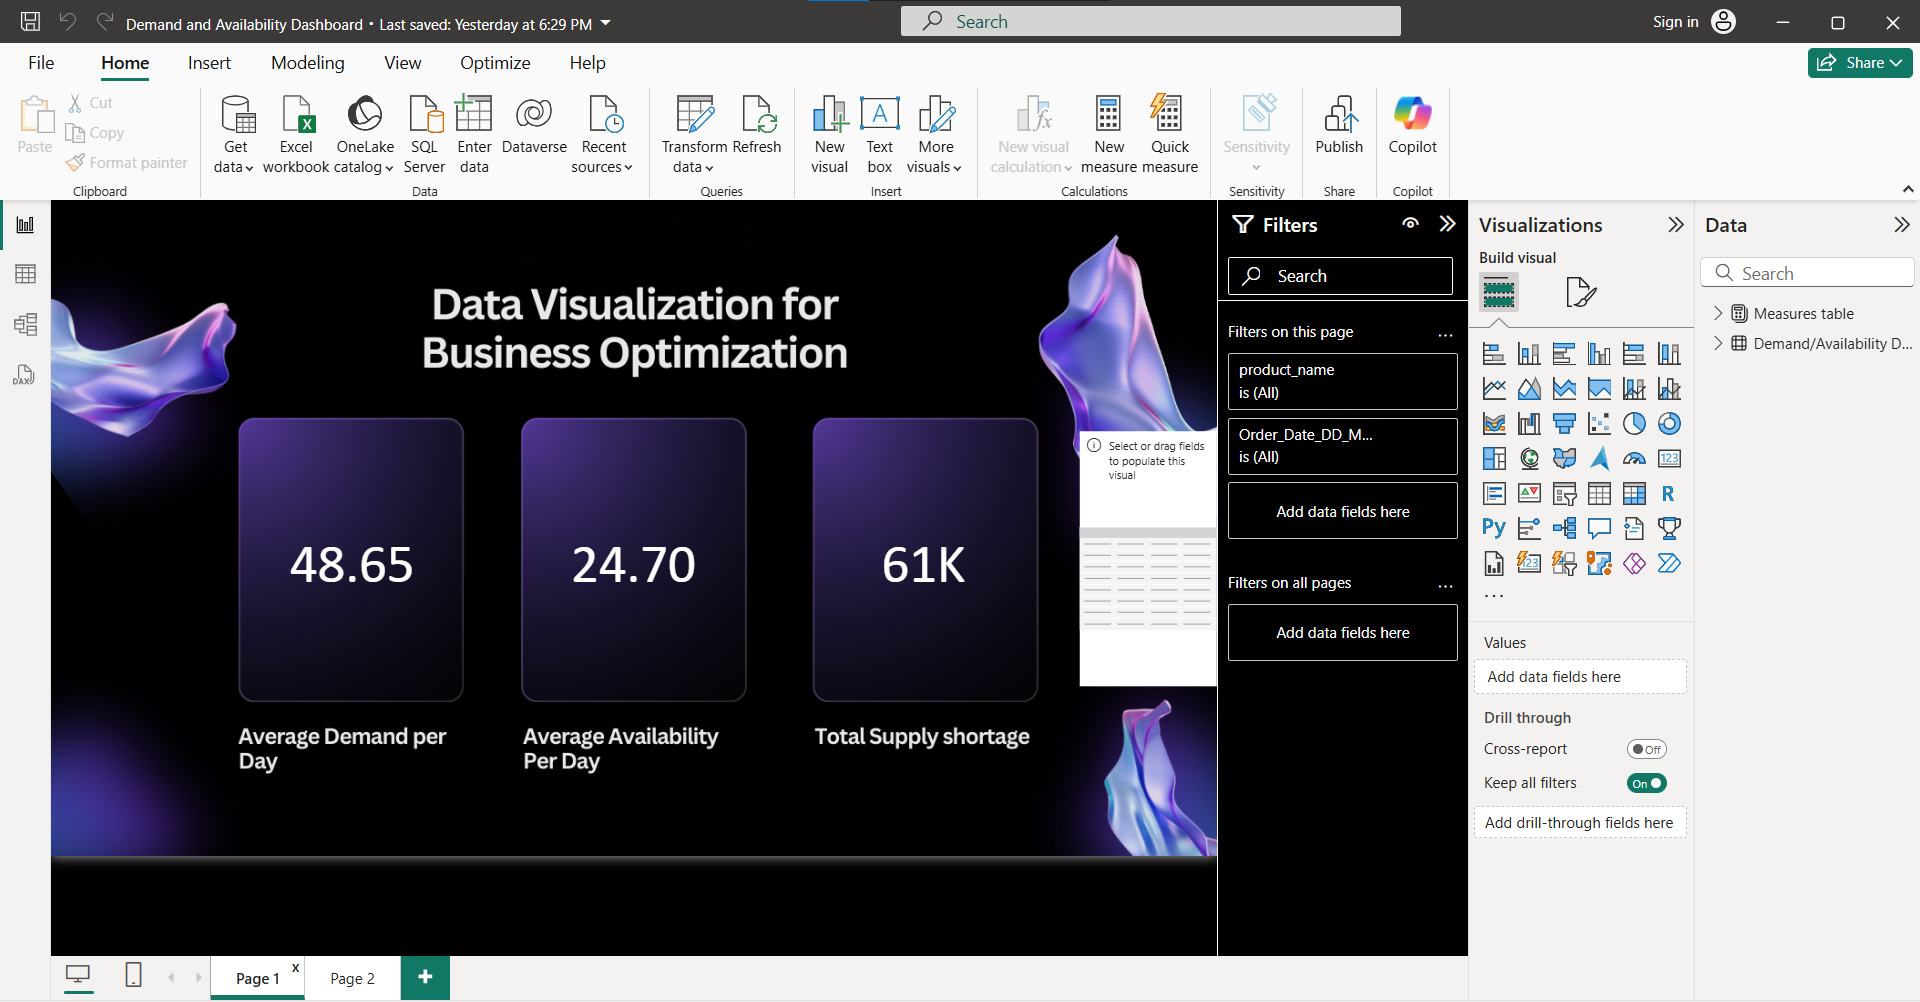 Demand and Availability Dashboard • Last saved: Yesterday at 6:29 PM
Search
Sign in
File
Home
Insert
Modeling
View
Optimize
Help
Share
Paste
Cut
Copy
Format painter
Clipboard
Get
data
Excel
workbook
OneLake
catalog
SQL
Server
Enter
data
Dataverse
Recent
sources
Data
Transform
data
Refresh
Queries
New
visual
Text
box
More
visuals
Insert
New visual
calculation
New
measure
Quick
measure
Calculations
Sensitivity
Sensitivity
Publish
Share
Copilot
Copilot
Data Visualization for
Business Optimization
48.65
24.70
61K
Average Demand per
Day
Average Availability
Per Day
Total Supply shortage
Select or drag fields
to populate this
visual
Filters
Search
Filters on this page
...
product_name
is (All)
Order_Date_DD_M...
is (All)
Add data fields here
Filters on all pages
...
Add data fields here
Visualizations
Build visual
123
R
Py
123
...
Values
Add data fields here
Drill through
Cross-report
Off
Keep all filters
On
Add drill-through fields here
Data
Search
Measures table
Demand/Availability D...
DAX
Page 1
x
Page 2
+